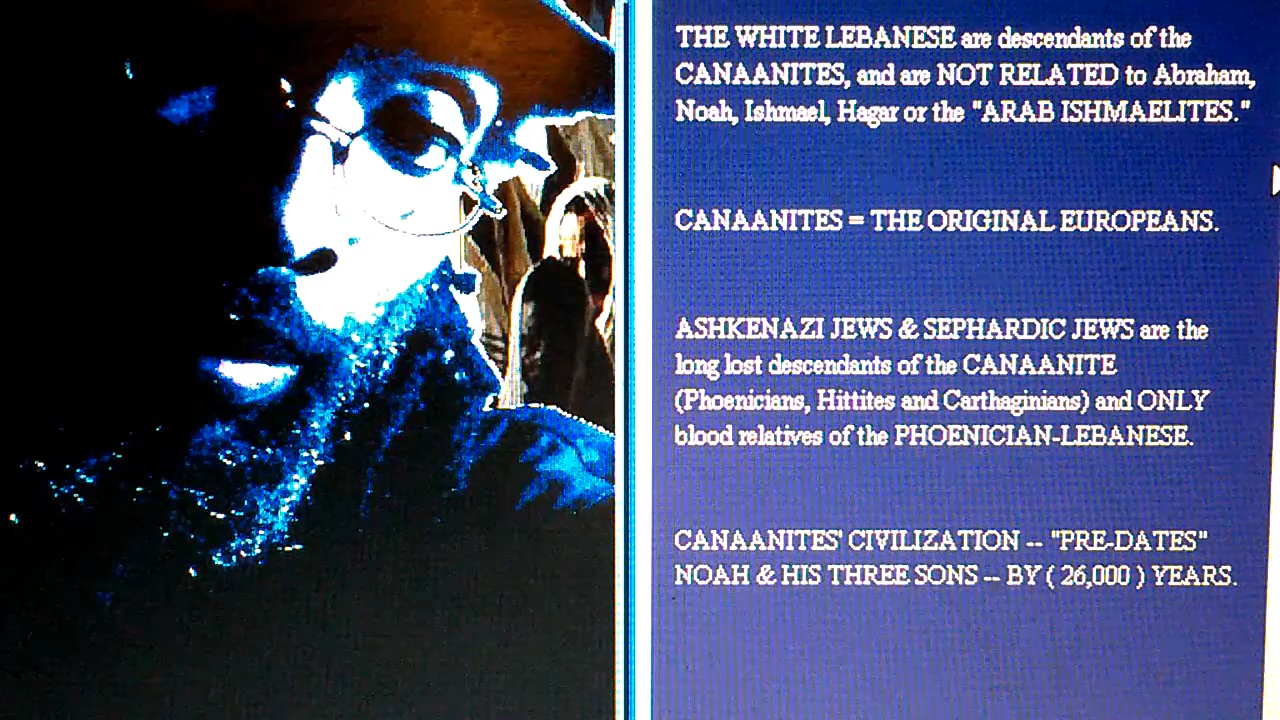 THE WHITE LEBANESE are descendants of the
CANAANITES, and are NOT RELATED to Abraham,
Noah, Ishmael, Hagar or the "ARAB ISHMAELITES."
CANAANITES = THE ORIGINAL EUROPEANS.
ASHKENAZI JEWS & SEPHARDIC JEWS are the
long lost descendants of the CANAANITE
(Phoenicians, Hittites and Carthaginians) and ONLY
blood relatives of the PHOENICIAN-LEBANESE.
CANAANITES' CIVILIZATION -- "PRE-DATES"
NOAH & HIS THREE SONS -- BY ( 26,000 ) YEARS.